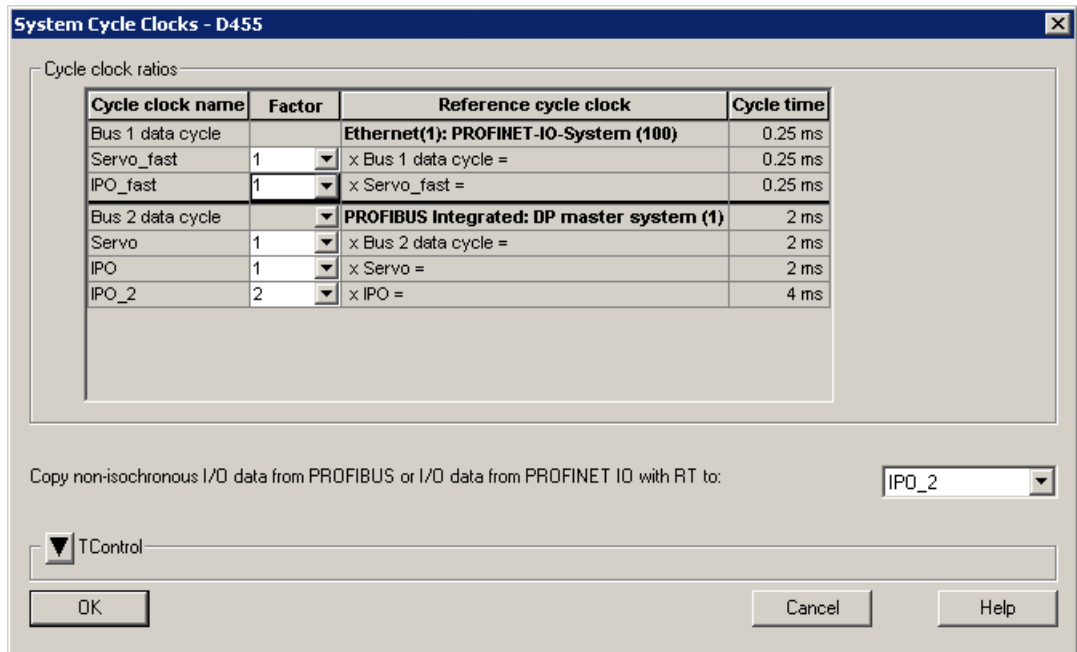 System Cycle Clocks - D455
Cycle clock ratios
Cycle clock name Factor Reference cycle clock Cycle time
Bus 1 data cycle Ethernet(1): PROFINET-IO-System (100) 0.25 ms
Servo_fast 1 x Bus 1 data cycle = 0.25 ms
IPO_fast 1 x Servo_fast = 0.25 ms
Bus 2 data cycle PROFIBUS Integrated: DP master system (1) 2 ms
Servo 1 x Bus 2 data cycle = 2 ms
IPO 1 x Servo = 2 ms
IPO_2 2 x IPO = 4 ms
Copy non-isochronous I/O data from PROFIBUS or I/O data from PROFINET IO with RT to: IPO_2
TControl
OK Cancel Help